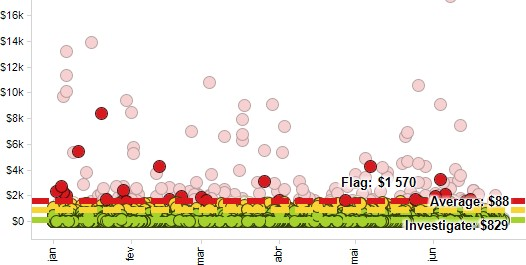 $16k
$14k
$12k
$10k
$8k
$6k
$4k
$2k
$0
Flag: $1 570
Average: $88
Investigate: $829
jan
fev
mar
abr
mai
jun